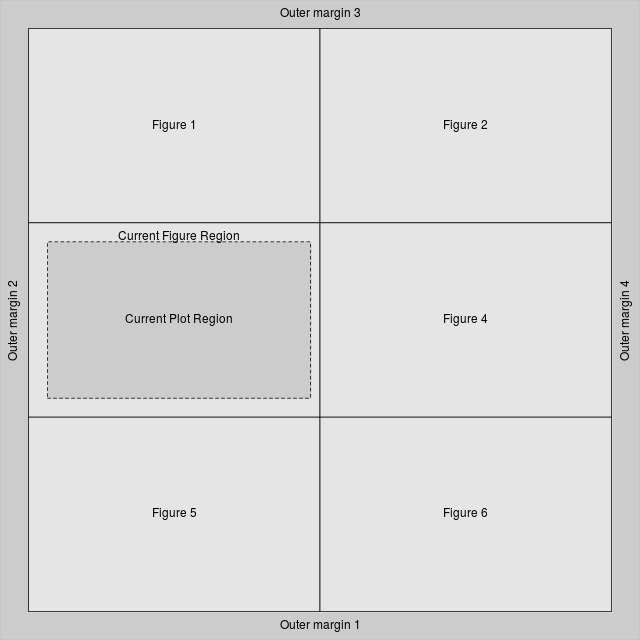 Outer margin 3
Figure 1
Figure 2
Current Figure Region
Outer margin 2
Current Plot Region
Figure 4
Outer margin 4
Figure 5
Figure 6
Outer margin 1